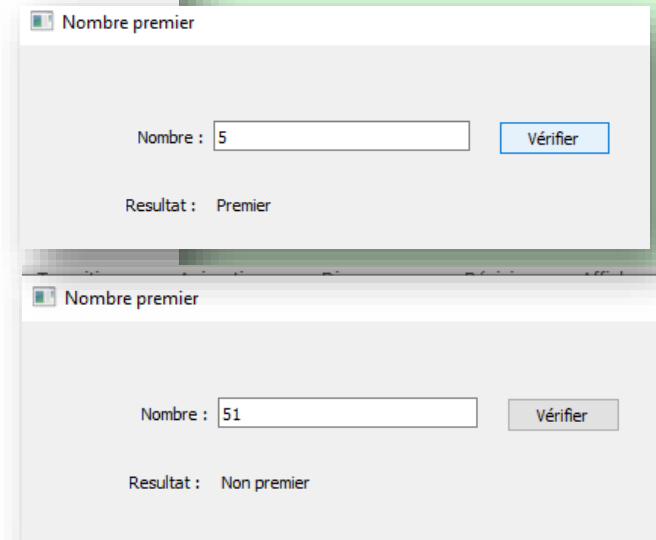 Nombre premier
Nombre : 5 Vérifier
Resultat : Premier
Nombre premier
Nombre : 51 Vérifier
Resultat : Non premier